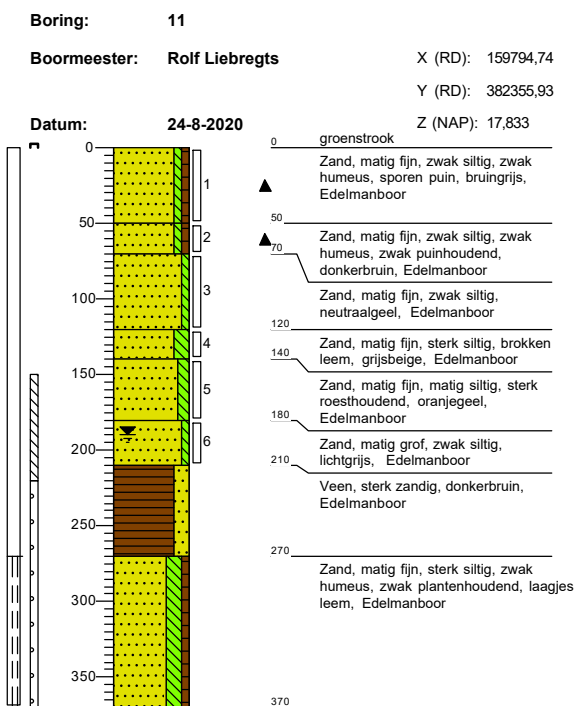 Boring: 11
Boormeester: Rolf Liebregts
X (RD): 159794,74
Y (RD): 382355,93
Datum: 24-8-2020
Z (NAP): 17,833
0
0 groenstrook
Zand, matig fijn, zwak siltig, zwak
humeus, sporen puin, bruingrijs,
Edelmanboor
1
50
50
Zand, matig fijn, zwak siltig, zwak
humeus, zwak puinhoudend,
donkerbruin, Edelmanboor
2
70
Zand, matig fijn, zwak siltig,
neutraalgeel, Edelmanboor
3
100
120
Zand, matig fijn, sterk siltig, brokken
leem, grijsbeige, Edelmanboor
4
140
Zand, matig fijn, matig siltig, sterk
roesthoudend, oranjegeel,
Edelmanboor
150
5
180
Zand, matig grof, zwak siltig,
lichtgrijs, Edelmanboor
6
200
210
Veen, sterk zandig, donkerbruin,
Edelmanboor
250
270
Zand, matig fijn, sterk siltig, zwak
humeus, zwak plantenhoudend, laagjes
leem, Edelmanboor
300
350
370